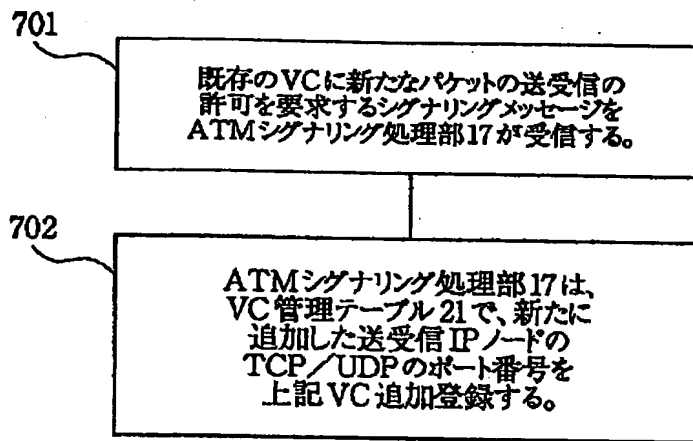 701
既存のVCに新たなパケットの送受信の
許可を要求するシグナリングメッセージを
ATMシグナリング処理部17が受信する。
702
ATMシグナリング処理部17は、
VC管理テーブル21で、新たに
追加した送受信IPノードの
TCP／UDPのポート番号を
上記VC追加登録する。